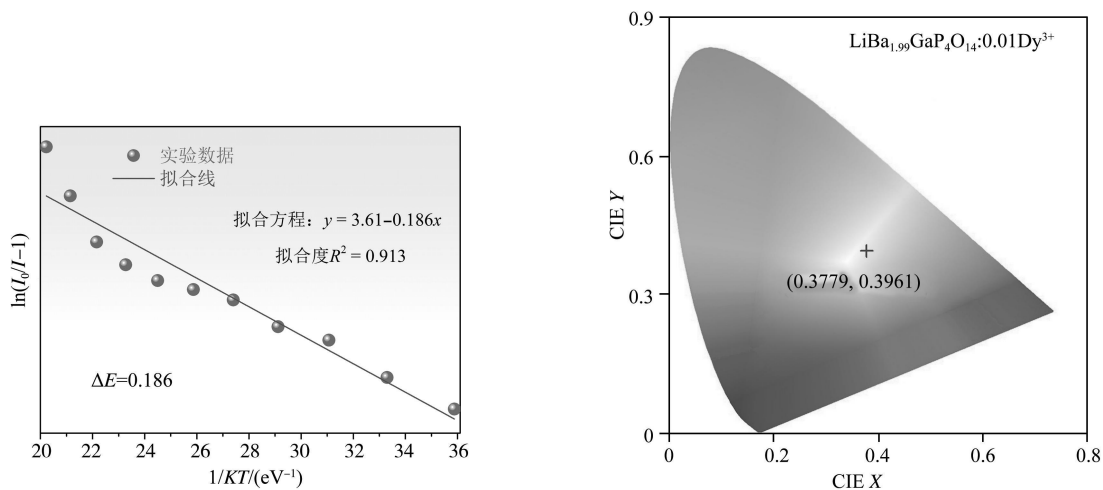 实验数据
拟合线
拟合方程：y = 3.61–0.186x
拟合度R² = 0.913
ΔE=0.186
ln(I₀/I–1)
20 22 24 26 28 30 32 34 36
1/KT/(eV⁻¹)
LiBa₁.₉₉GaP₄O₁₄:0.01Dy³⁺
(0.3779, 0.3961)
0.9
0.6
0.3
0
CIE Y
0 0.2 0.4 0.6 0.8
CIE X